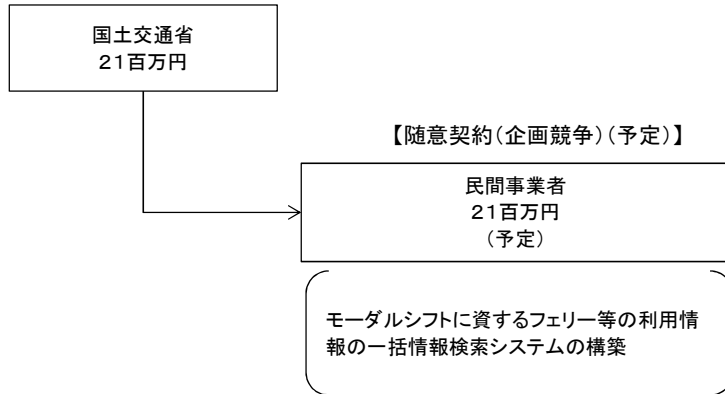 国土交通省
21百万円
【随意契約(企画競争)(予定)】
民間事業者
21百万円
(予定)
モーダルシフトに資するフェリー等の利用情
報の一括情報検索システムの構築